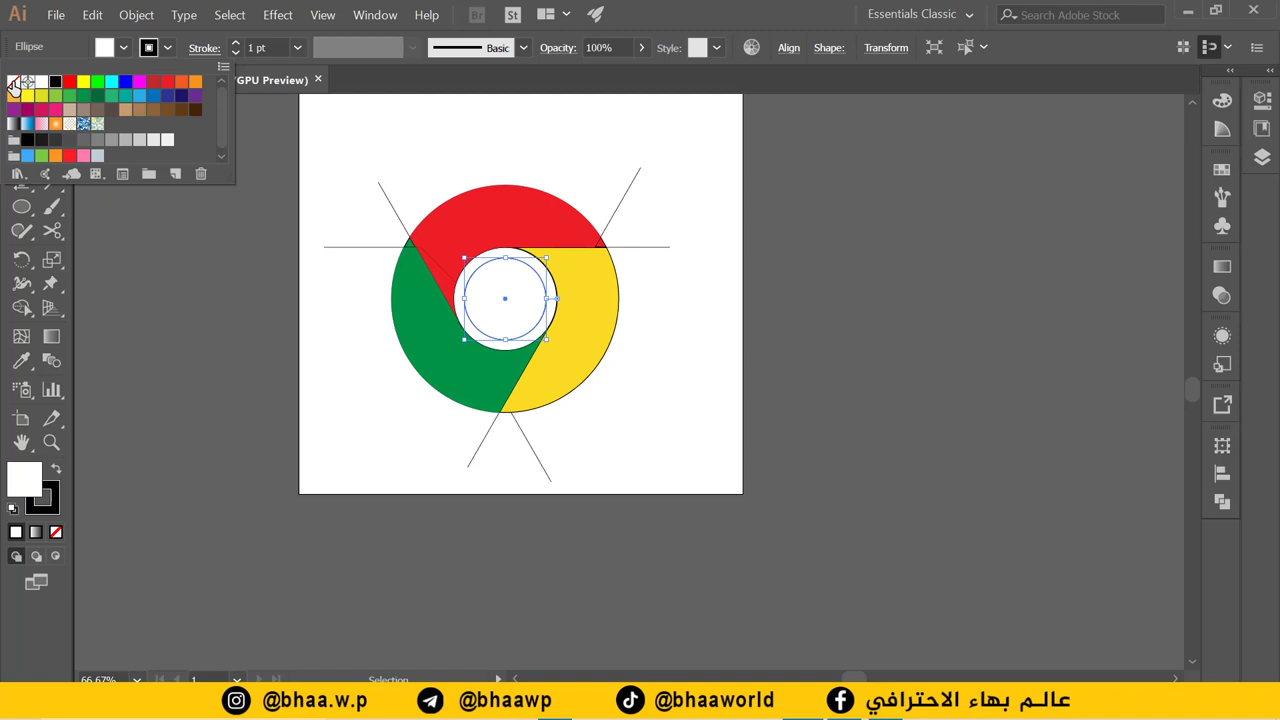 Ai File Edit Object Type Select Effect View Window Help Br St Essentials Classic Search Adobe Stock
Ellipse Stroke: 1 pt Basic Opacity: 100% Style: Align Shape: Transform
/GPU Preview) ×
66.67% 1 Selection
@bhaa.w.p @bhaawp @bhaaworld عالم بهاء الاحترافي